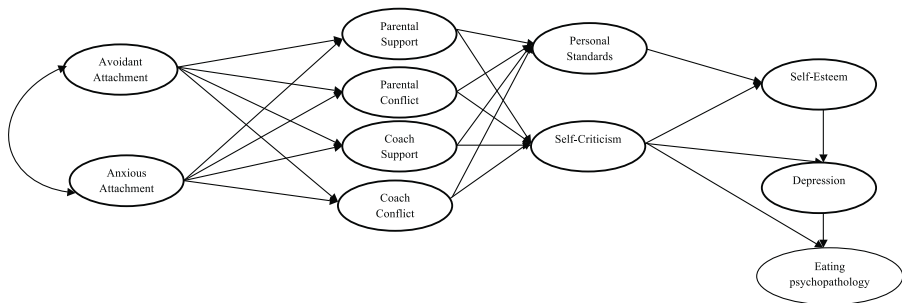 Avoidant
Attachment
Anxious
Attachment
Parental
Support
Parental
Conflict
Coach
Support
Coach
Conflict
Personal
Standards
Self-Criticism
Self-Esteem
Depression
Eating
psychopathology